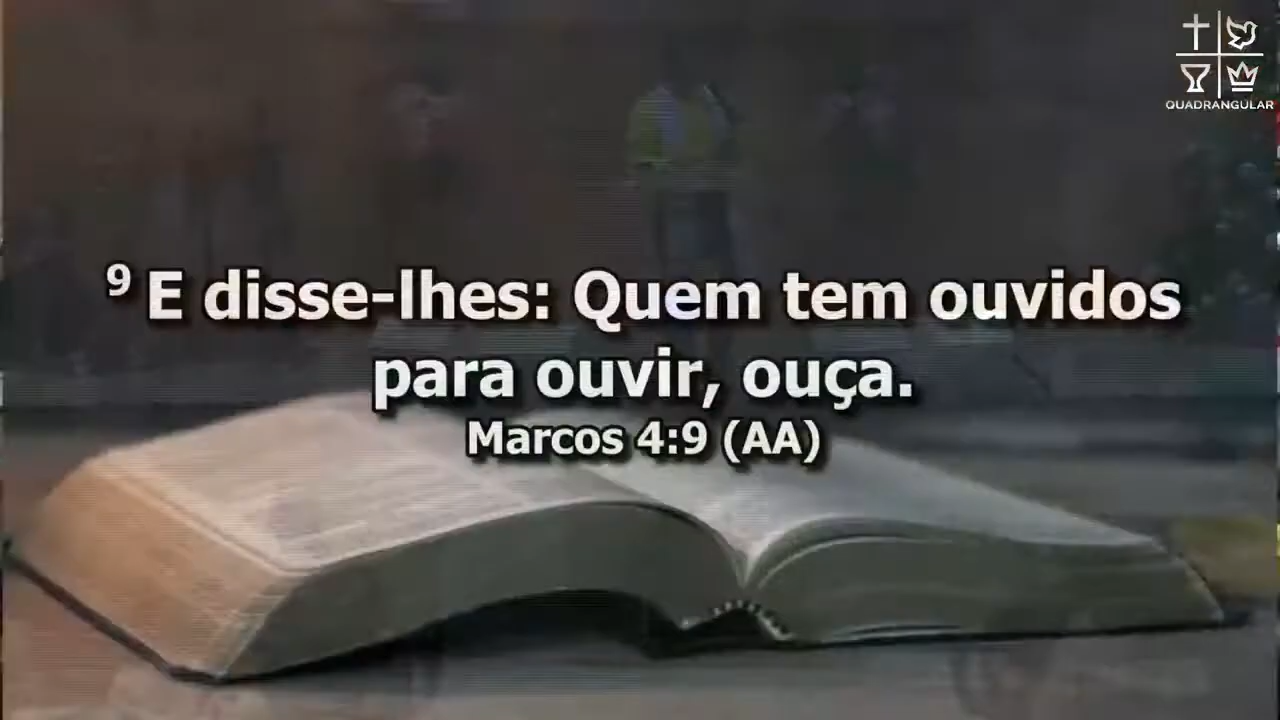 QUADRANGULAR
9 E disse-lhes: Quem tem ouvidos
para ouvir, ouça.
Marcos 4:9 (AA)